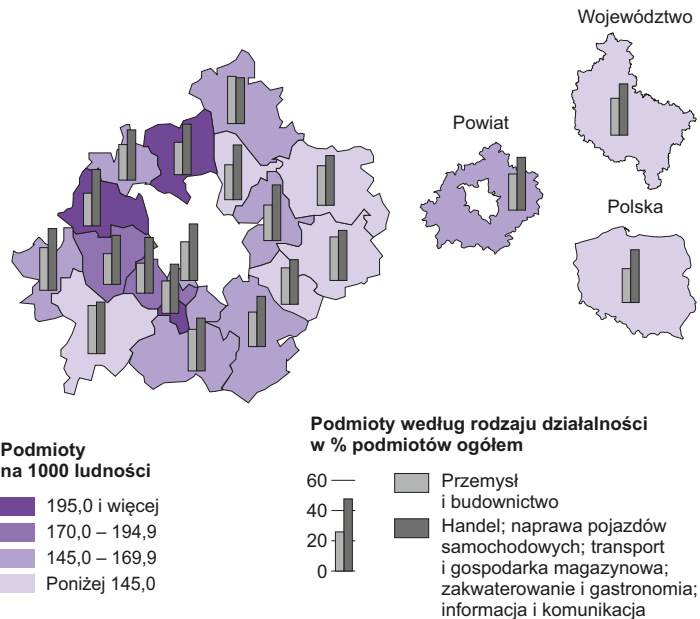 Województwo
Powiat
Polska
Podmioty
na 1000 ludności
195,0 i więcej
170,0 – 194,9
145,0 – 169,9
Poniżej 145,0
Podmioty według rodzaju działalności
w % podmiotów ogółem
60
40
20
0
Przemysł
i budownictwo
Handel; naprawa pojazdów
samochodowych; transport
i gospodarka magazynowa;
zakwaterowanie i gastronomia;
informacja i komunikacja